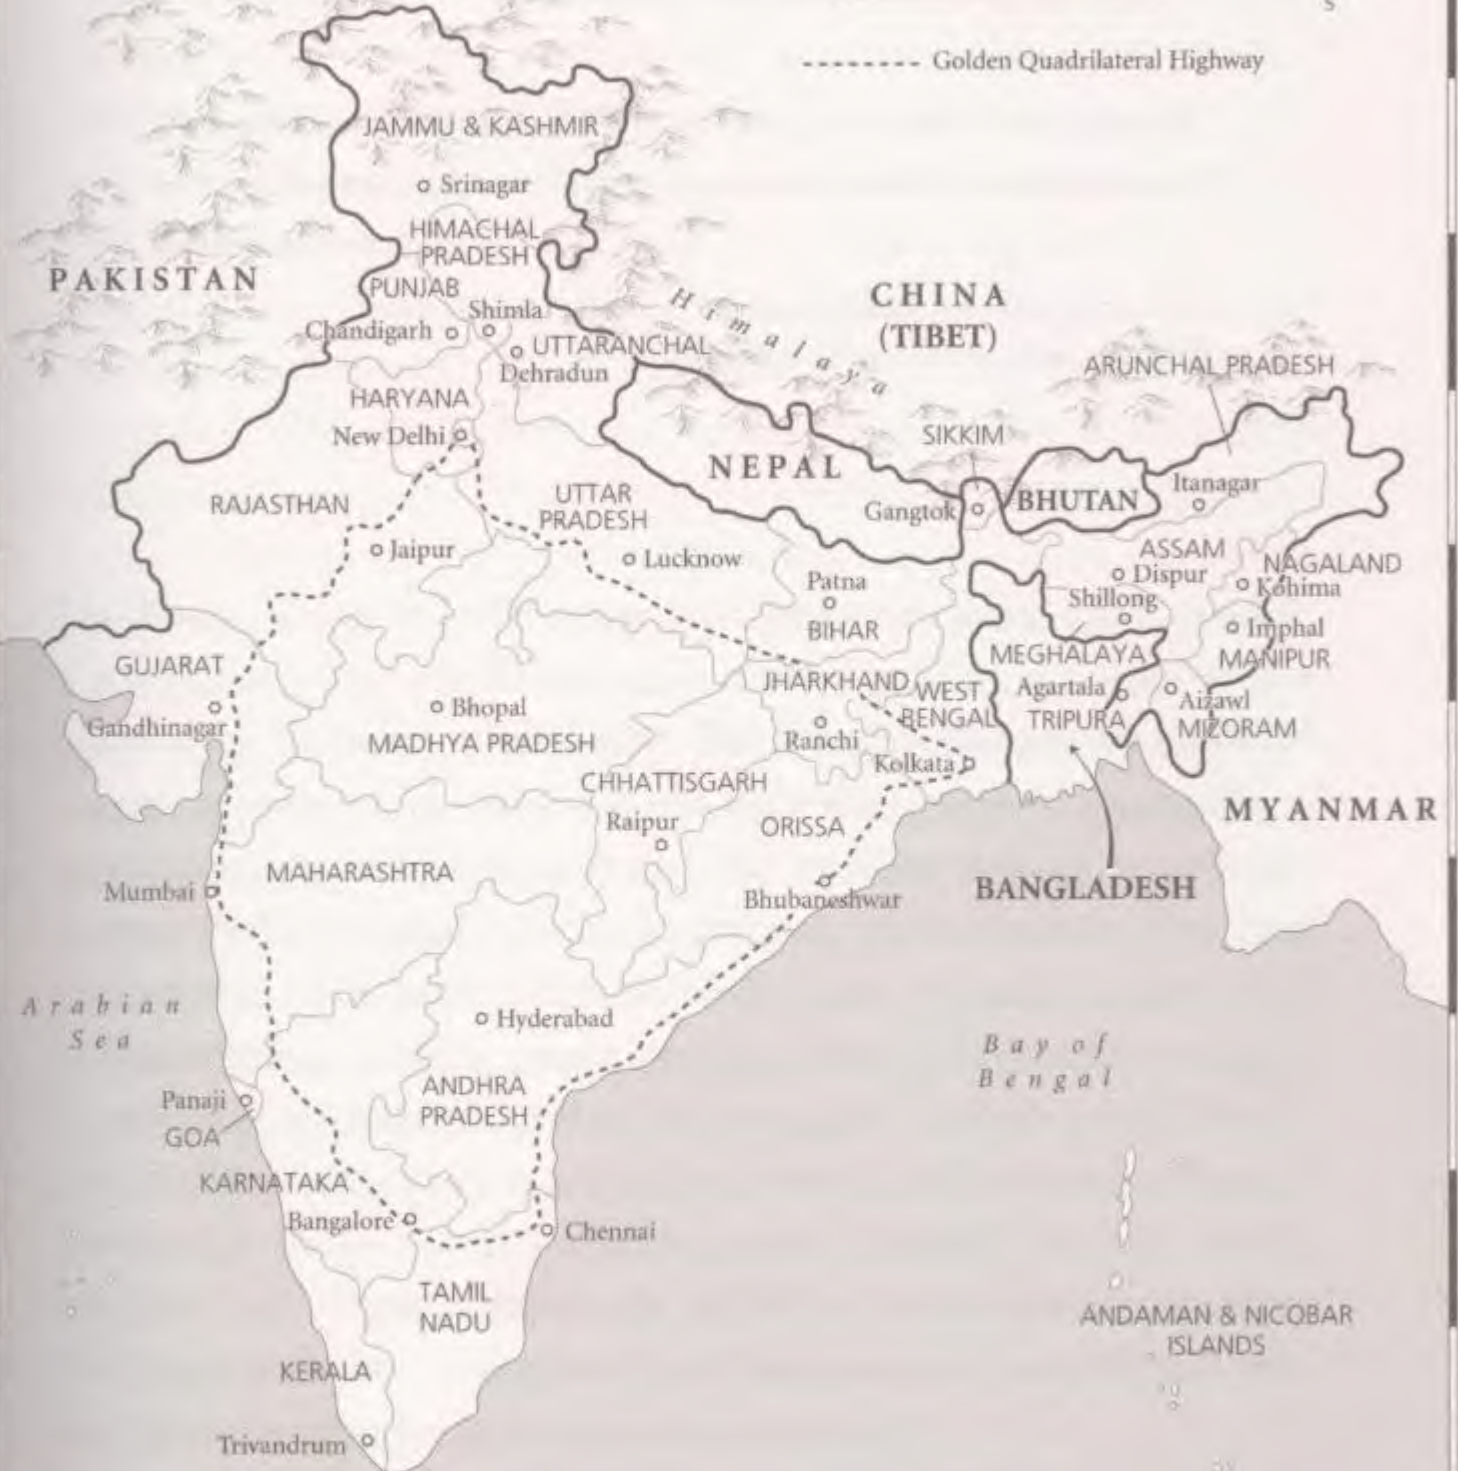 S
Golden Quadrilateral Highway
JAMMU & KASHMIR
Srinagar
HIMACHAL
PRADESH
PAKISTAN
PUNJAB
Shimla
Chandigarh
UTTARANCHAL
Dehradun
Himalaya
CHINA
(TIBET)
ARUNCHAL PRADESH
HARYANA
New Delhi
SIKKIM
NEPAL
BHUTAN
Itanagar
Gangtok
RAJASTHAN
UTTAR
PRADESH
Jaipur
Lucknow
ASSAM
Dispur
NAGALAND
Kohima
Patna
BIHAR
Shillong
Imphal
MANIPUR
MEGHALAYA
GUJARAT
Gandhinagar
Bhopal
MADHYA PRADESH
JHARKHAND
Ranchi
WEST
BENGAL
Kolkata
Agartala
TRIPURA
Aizawl
MIZORAM
CHHATTISGARH
Raipur
ORISSA
MYANMAR
MAHARASHTRA
Mumbai
Bhubaneshwar
BANGLADESH
Arabian
Sea
Hyderabad
Bay of
Bengal
ANDHRA
PRADESH
Panaji
GOA
KARNATAKA
Bangalore
Chennai
TAMIL
NADU
ANDAMAN & NICOBAR
ISLANDS
KERALA
Trivandrum